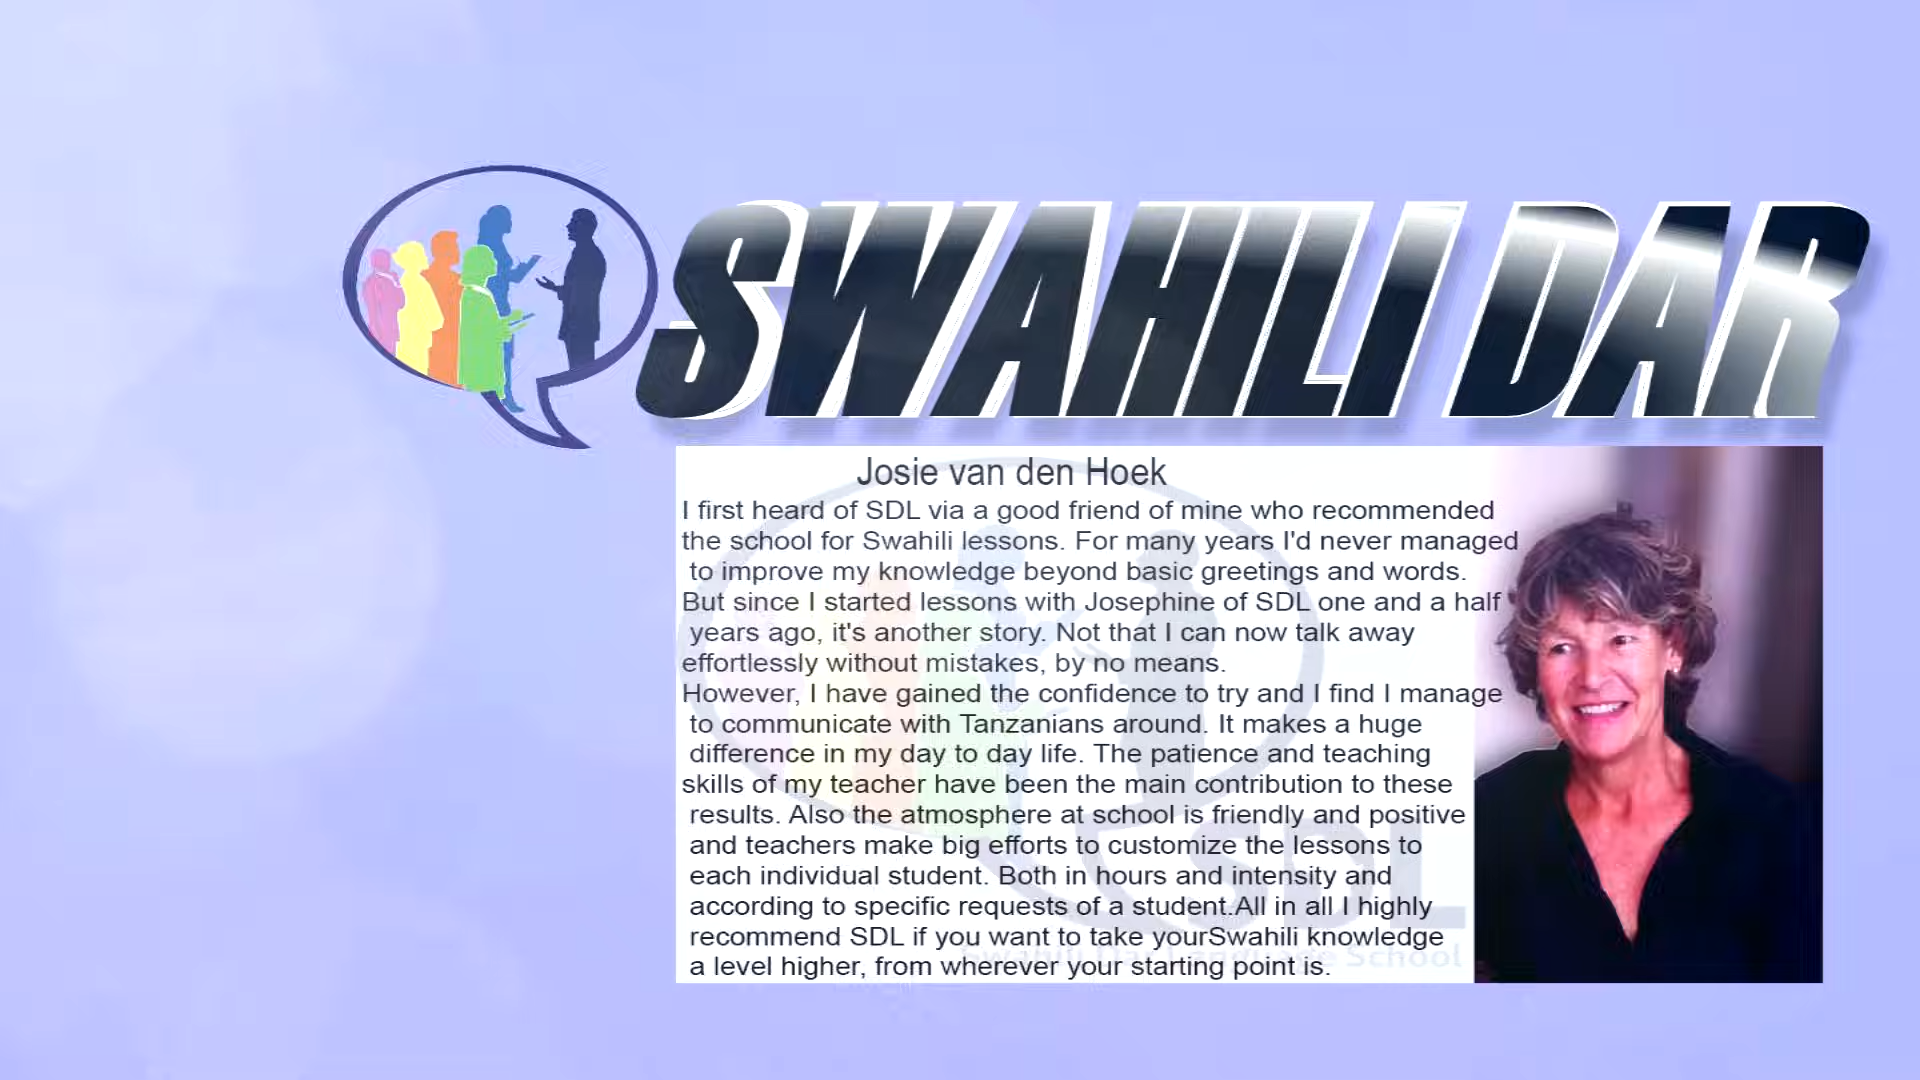 SWAHILI DAR
Josie van den Hoek
I first heard of SDL via a good friend of mine who recommended
the school for Swahili lessons. For many years I'd never managed
to improve my knowledge beyond basic greetings and words.
But since I started lessons with Josephine of SDL one and a half
years ago, it's another story. Not that I can now talk away
effortlessly without mistakes, by no means.
However, I have gained the confidence to try and I find I manage
to communicate with Tanzanians around. It makes a huge
difference in my day to day life. The patience and teaching
skills of my teacher have been the main contribution to these
results. Also the atmosphere at school is friendly and positive
and teachers make big efforts to customize the lessons to
each individual student. Both in hours and intensity and
according to specific requests of a student.All in all I highly
recommend SDL if you want to take yourSwahili knowledge
a level higher, from wherever your starting point is.
SDL
Swahili Dar Language School